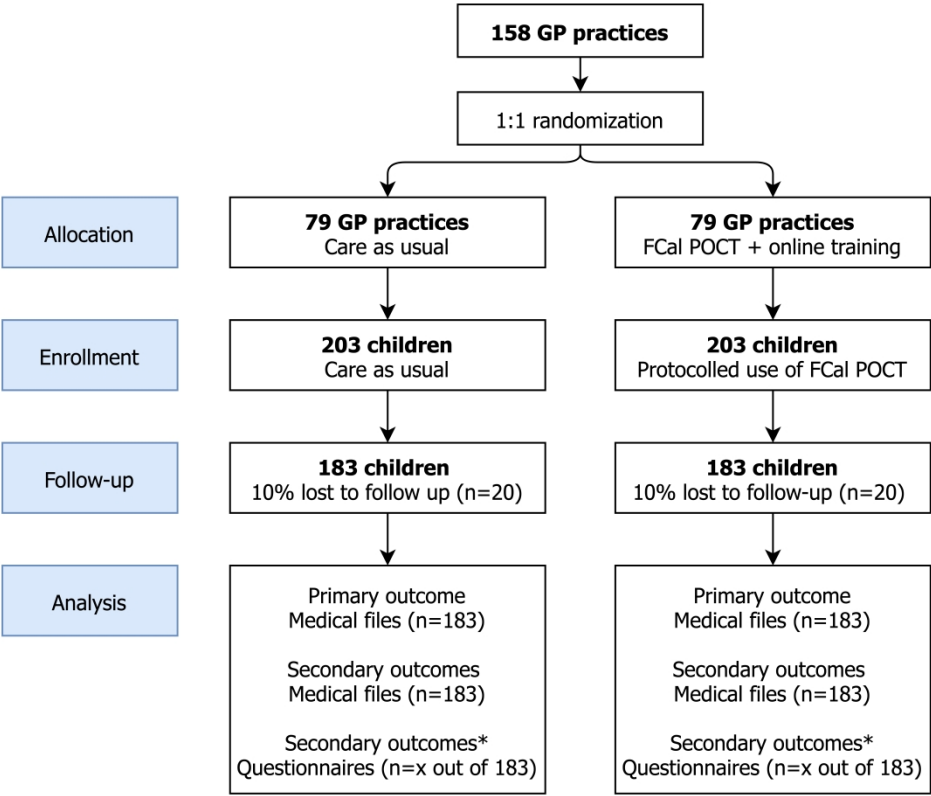 158 GP practices
1:1 randomization
Allocation
79 GP practices
Care as usual
79 GP practices
FCal POCT + online training
Enrollment
203 children
Care as usual
203 children
Protocolled use of FCal POCT
Follow-up
183 children
10% lost to follow up (n=20)
183 children
10% lost to follow-up (n=20)
Analysis
Primary outcome
Medical files (n=183)
Secondary outcomes
Medical files (n=183)
Secondary outcomes*
Questionnaires (n=x out of 183)
Primary outcome
Medical files (n=183)
Secondary outcomes
Medical files (n=183)
Secondary outcomes*
Questionnaires (n=x out of 183)